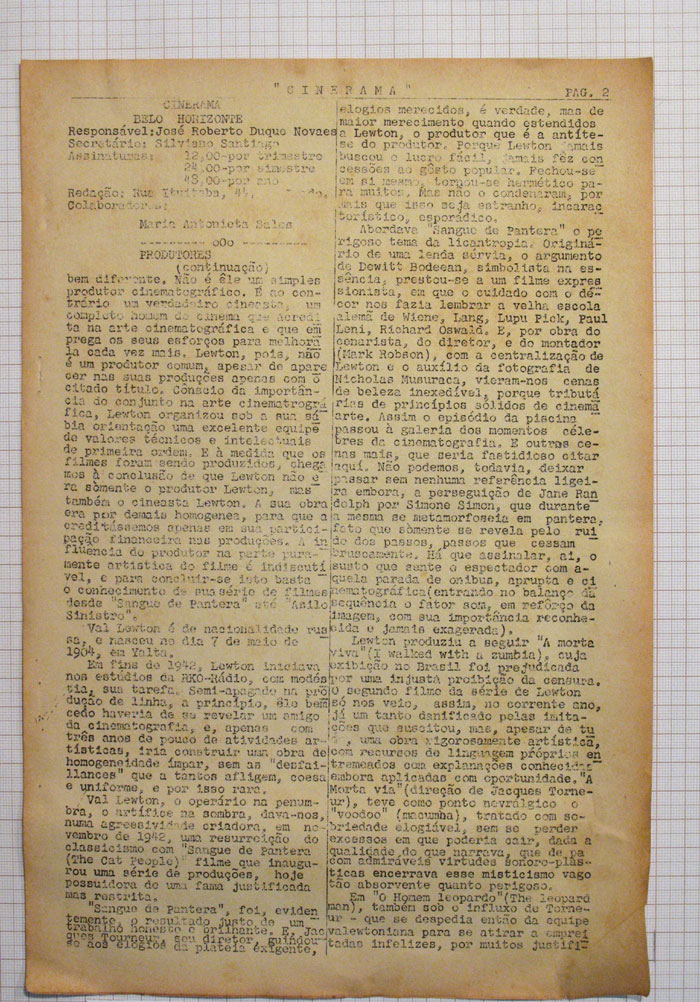 "CINERAMA" PAG. 2
CINERAMA
BELO HORIZONTE
Responsável:José Roberto Duque Novaes
Secretário: Silviano Santiago
Assinaturas: 12,00-por trimestre
24,00-por simestre
48,00-por ano
Redação: Rua
Colaboradores:
Maria Antonieta Sales
---------- oOo ----------
PRODUTORES
(continuação)
bem diferente. Não é êle um simples
produtor cinematográfico. É ao con-
trário um verdadeiro cineasta, um
completo homem de cinema que acredi
ta na arte cinematográfica e que em
prega os seus esforços para melhora
la cada vez mais. Lewton, pois, não
é um produtor comum, apesar de apare
cer nas suas produções apenas com o
citado título. Cônscio da importân-
cia do conjunto na arte cinematrográ
fica, Lewton organizou sob a sua sá
bia orientação uma excelente equipe
de valores técnicos e intelectuais
de primeira ordem. E à medida que os
filmes foram sendo produzidos, chega
mos à conclusão de que Lewton não e
ra sòmente o produtor Lewton, mas
também o cineasta Lewton. A sua obra
era por demais homogenea, para que a
creditássemos apenas em sua partici-
pação financeira nas produções. A in
fluência do produtor na parte pura-
mente artística do filme é indiscutí
vel, e para concluir-se isto basta
o conhecimento de sua série de filmes
desde "Sangue de Pantera" até "Asilo
Sinistro".
Val Lewton é de nacionalidade rus
sa, e nasceu no dia 7 de maio de
1904, em Yalta.
Em fins de 1942, Lewton iniciava
nos estúdios da RKO-Rádio, com modés
tia, sua tarefa. Semi-apagado na pro
dução de linha, a princípio, êle bem
cedo haveria de se revelar um amigo
da cinematografia, e, apenas com
três anos de pouco de atividades ar-
tísticas, iria construir uma obra de
homogeneidade ímpar, sem as "desfai-
llances" que a tantos afligem, coesa
e uniforme, e por isso rara.
Val Lewton, o operário na penum-
bra, o artífice na sombra, dava-nos,
numa agressividade criadora, em no-
vembro de 1942, uma resurreição do
classicismo com "Sangue de Pantera
(The Cat People)" filme que inaugu-
rou uma série de produções, hoje
possuidora de uma fama justificada
mas restrita.
"Sangue de Pantera", foi, eviden
temente, o resultado justo de um
trabalho honesto e brilhante. E, Jac
ques Tourneur, seu diretor, guindou-
se aos elogios da platéia exigente,
elogios merecidos, é verdade, mas de
maior merecimento quando estendidos
a Lewton, o produtor que é a antíte-
se do produtor. Porque Lewton jamais
buscou o lucro fácil, jamais fêz con
cessões ao gôsto popular. Fechou-se
em si mesmo, tornou-se hermético pa-
ra muitos. Mas não o condenaram, por
mais que isso seja estranho, incarac
terístico, esporádico.
Abordava "Sangue de Pantera" o pe
rigoso tema da licantropia. Originá-
rio de uma lenda sérvia, o argumento
de Dewitt Bodeean, simbolista na es-
sência, prestou-se a um filme expres
sionista, em que o cuidado com o dé-
cor nos fazia lembrar a velha escola
alemã de Wiene, Lang, Lupu Pick, Paul
Leni, Richard Oswald. E, por obra do
cenarista, do diretor, e do montador
(Mark Robson), com a centralização de
Lewton e o auxílio da fotografia de
Nicholas Musuraca, vieram-nos cenas
de beleza inexedível, porque tributá
rias de princípios sólidos de cinema
arte. Assim o episódio da piscina
passou à galeria dos momentos céle-
bres da cinematografia. E outras ce-
nas mais, que seria fastidioso citar
aqui. Não podemos, todavia, deixar
passar sem nenhuma referência ligei-
ra embora, a perseguição de Jane Ran
dolph por Simone Simon, que durante
a mesma se metamorfoseia em pantera,
fato que sòmente se revela pelo ruí
do dos passos, passos que cessam
bruscamente. Há que assinalar, aí, o
susto que sente o espectador com a-
quela parada de onibus, aprupta e ci
nematográfica(entrando no balanço da
sequência o fator som, em refôrço da
imagem, com sua importância reconhe-
cida e jamais exagerada).
Lewton produziu a seguir "A morta
viva"(I walked with a zumbia), cuja
exibição no Brasil foi prejudicada
por uma injusta proibição da censura.
O segundo filme da série de Lewton
só nos veio, assim, no corrente ano,
já um tanto danificado pelas imita-
ções que suscitou, mas, apesar de tu
, uma obra rigorosamente artística,
com recursos de linguagem próprios en
tremeados com explanações conhecidas
embora aplicadas com oportunidade."A
Morta via"(direção de Jacques Torne-
ur), teve como ponto nevrálgico o
"voodoo" (macumba), tratado com so-
briedade elogiável, sem se perder
excessos em que poderia cair, dada a
qualidade do que narrava, que de pa
com admiráveis virtudes sonoro-plás-
ticas encerrava esse misticismo vago
tão absorvente quanto perigoso.
Em "O Homem leopardo"(The leopard
man), também sob o influxo de Torne-
ur - que se despedia então da equipe
valewtoniana para se atirar a emprei
tadas infelizes, por muitos justifi-